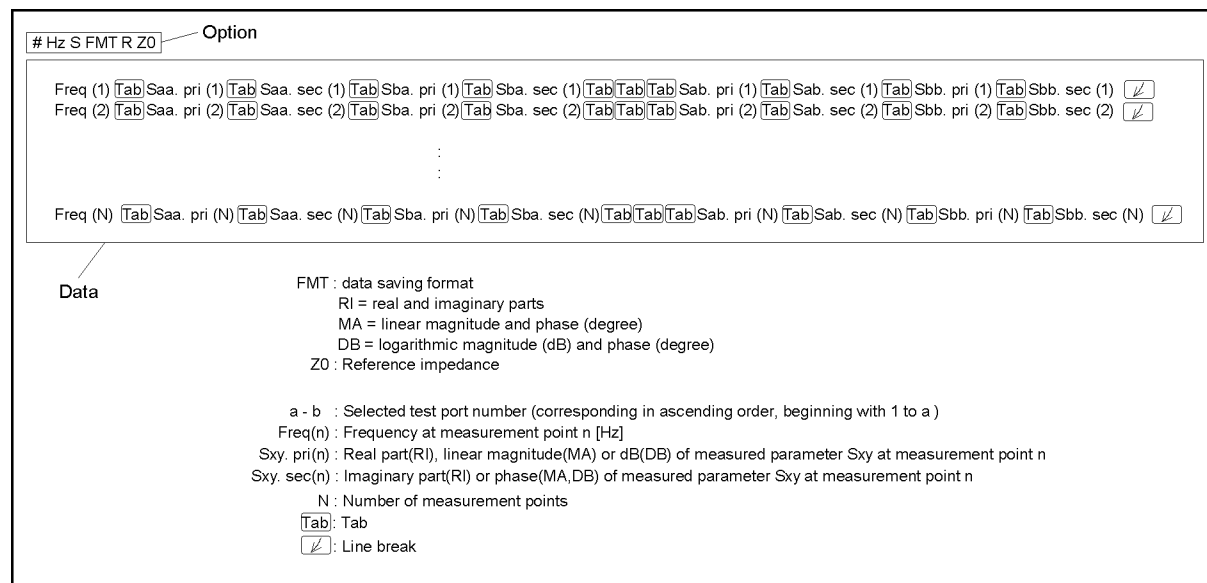 # Hz S FMT R Z0
Option
Freq (1) Tab Saa. pri (1) Tab Saa. sec (1) Tab Sba. pri (1) Tab Sba. sec (1) Tab Tab Tab Sab. pri (1) Tab Sab. sec (1) Tab Sbb. pri (1) Tab Sbb. sec (1)
Freq (2) Tab Saa. pri (2) Tab Saa. sec (2) Tab Sba. pri (2) Tab Sba. sec (2) Tab Tab Tab Sab. pri (2) Tab Sab. sec (2) Tab Sbb. pri (2) Tab Sbb. sec (2)
:
:
Freq (N) Tab Saa. pri (N) Tab Saa. sec (N) Tab Sba. pri (N) Tab Sba. sec (N) Tab Tab Tab Sab. pri (N) Tab Sab. sec (N) Tab Sbb. pri (N) Tab Sbb. sec (N)
Data
FMT : data saving format
RI = real and imaginary parts
MA = linear magnitude and phase (degree)
DB = logarithmic magnitude (dB) and phase (degree)
Z0 : Reference impedance
a - b : Selected test port number (corresponding in ascending order, beginning with 1 to a )
Freq(n) : Frequency at measurement point n [Hz]
Sxy. pri(n) : Real part(RI), linear magnitude(MA) or dB(DB) of measured parameter Sxy at measurement point n
Sxy. sec(n) : Imaginary part(RI) or phase(MA,DB) of measured parameter Sxy at measurement point n
N : Number of measurement points
Tab : Tab
: Line break